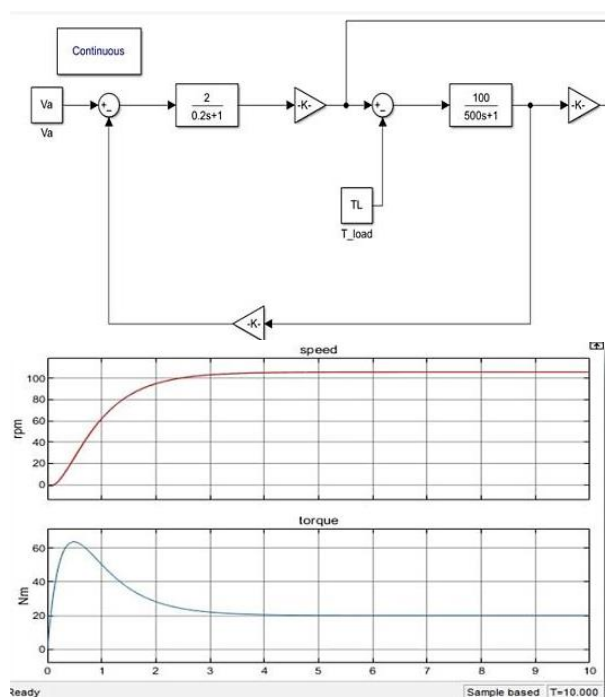 Continuous
Va
Va
+
−
2
0.2s+1
-K-
+
−
100
500s+1
-K-
TL
T_load
-K-
speed
rpm
100
80
60
40
20
0
torque
Nm
60
40
20
0
0 1 2 3 4 5 6 7 8 9 10
Ready
Sample based T=10.000